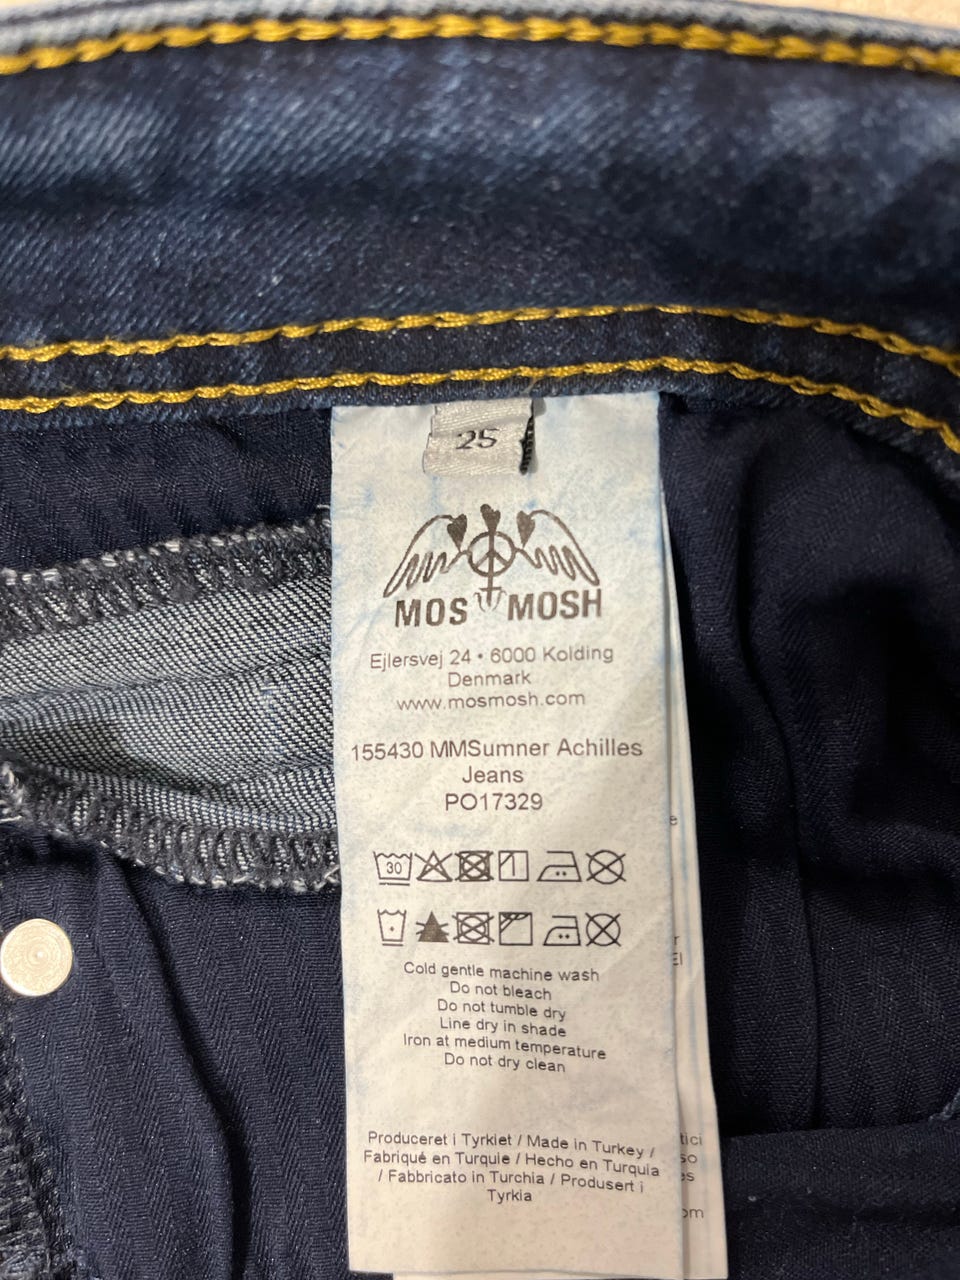 25
MOS MOSH
Ejlersvej 24 • 6000 Kolding
Denmark
www.mosmosh.com
155430 MMSumner Achilles
Jeans
PO17329
30
Cold gentle machine wash
Do not bleach
Do not tumble dry
Line dry in shade
Iron at medium temperature
Do not dry clean
Produceret i Tyrkiet / Made in Turkey /
Fabriqué en Turquie / Hecho en Turquia
/ Fabbricato in Turchia / Produsert i
Tyrkia